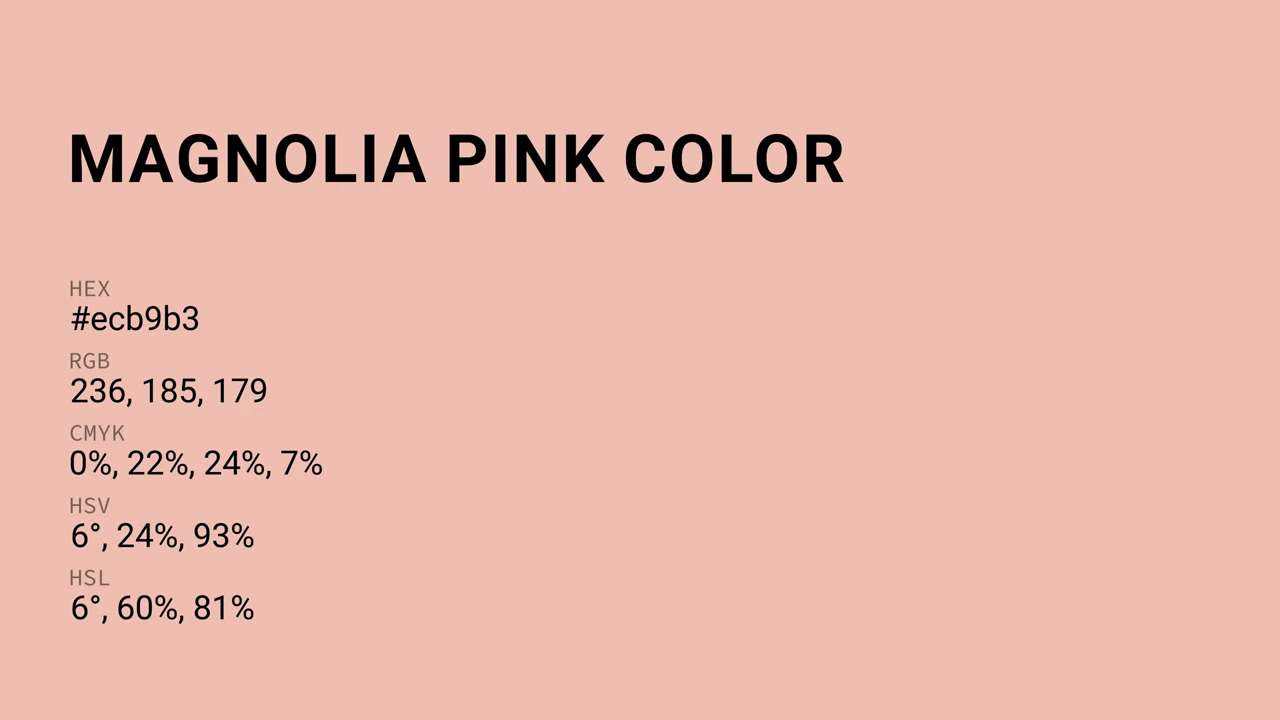 MAGNOLIA PINK COLOR
HEX
#ecb9b3
RGB
236, 185, 179
CMYK
0%, 22%, 24%, 7%
HSV
6°, 24%, 93%
HSL
6°, 60%, 81%